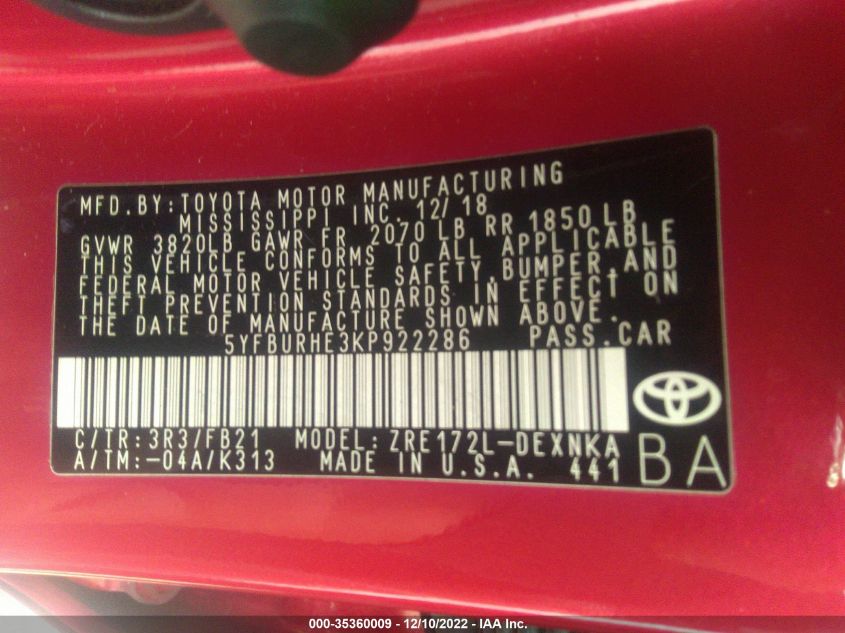 MFD.BY:TOYOTA MOTOR MANUFACTURING
MISSISSIPPI INC. 12/18
GVWR 3820LB GAWR FR 2070 LB RR 1850 LB
THIS VEHICLE CONFORMS TO ALL APPLICABLE
FEDERAL MOTOR VEHICLE SAFETY,BUMPER,AND
THEFT PREVENTION STANDARDS IN EFFECT ON
THE DATE OF MANUFACTURE SHOWN ABOVE.
5YFBURHE3KP922286 PASS.CAR
C/TR:3R3/FB21 MODEL:ZRE172L-DEXNKA
A/TM:-04A/K313 MADE IN U.S.A. 441
BA
000-35360009 - 12/10/2022 - IAA Inc.